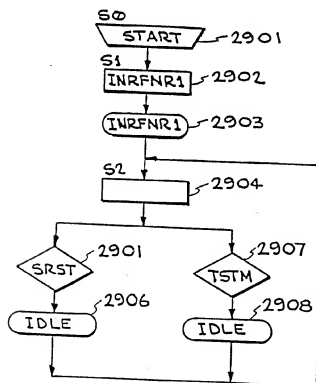 S0
START 2901
S1
INRFNR1 2902
INRFNR1 2903
S2
2904
2901 2907
SRST TSTM
2906 2908
IDLE IDLE